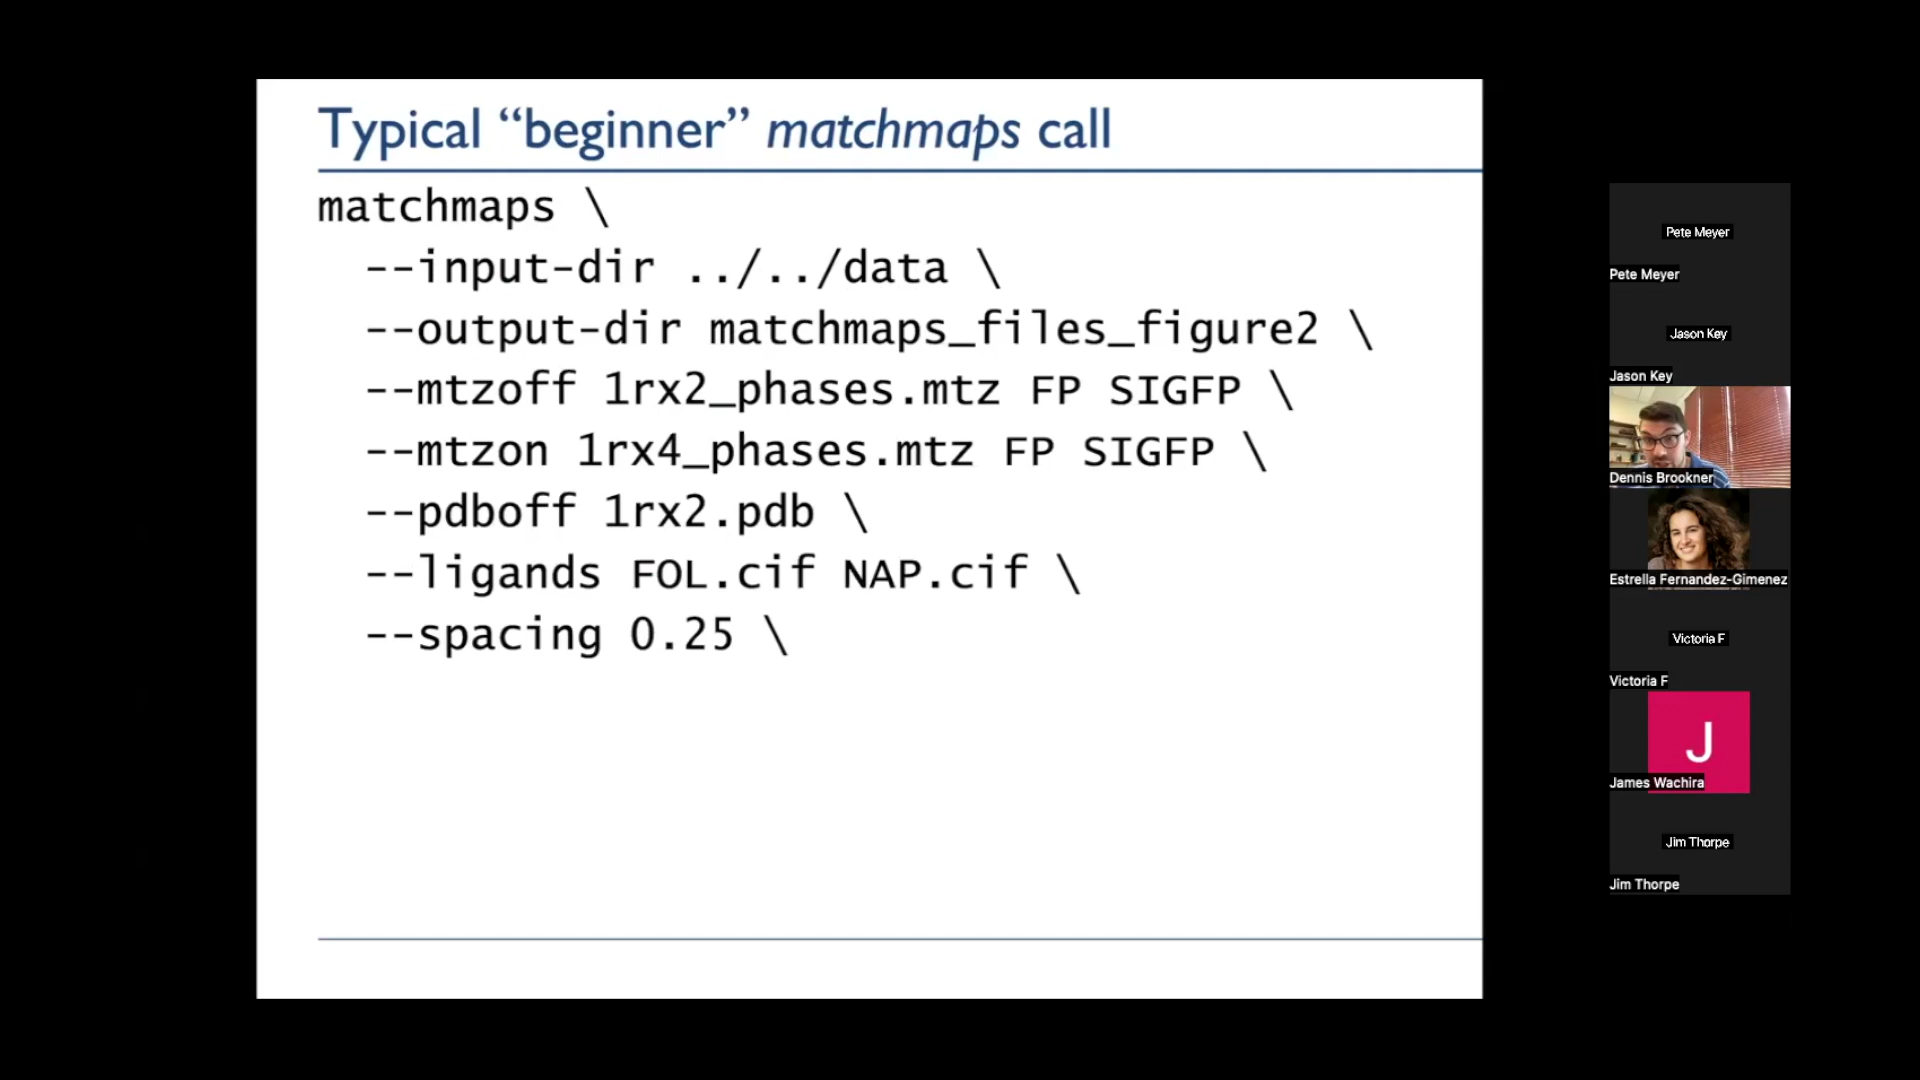 Typical “beginner” matchmaps call
matchmaps \
--input-dir ../../data \
--output-dir matchmaps_files_figure2 \
--mtzoff 1rx2_phases.mtz FP SIGFP \
--mtzon 1rx4_phases.mtz FP SIGFP \
--pdboff 1rx2.pdb \
--ligands FOL.cif NAP.cif \
--spacing 0.25 \
Pete Meyer
Pete Meyer
Jason Key
Jason Key
Dennis Brookner
Estrella Fernandez-Gimenez
Victoria F
Victoria F
J
James Wachira
Jim Thorpe
Jim Thorpe